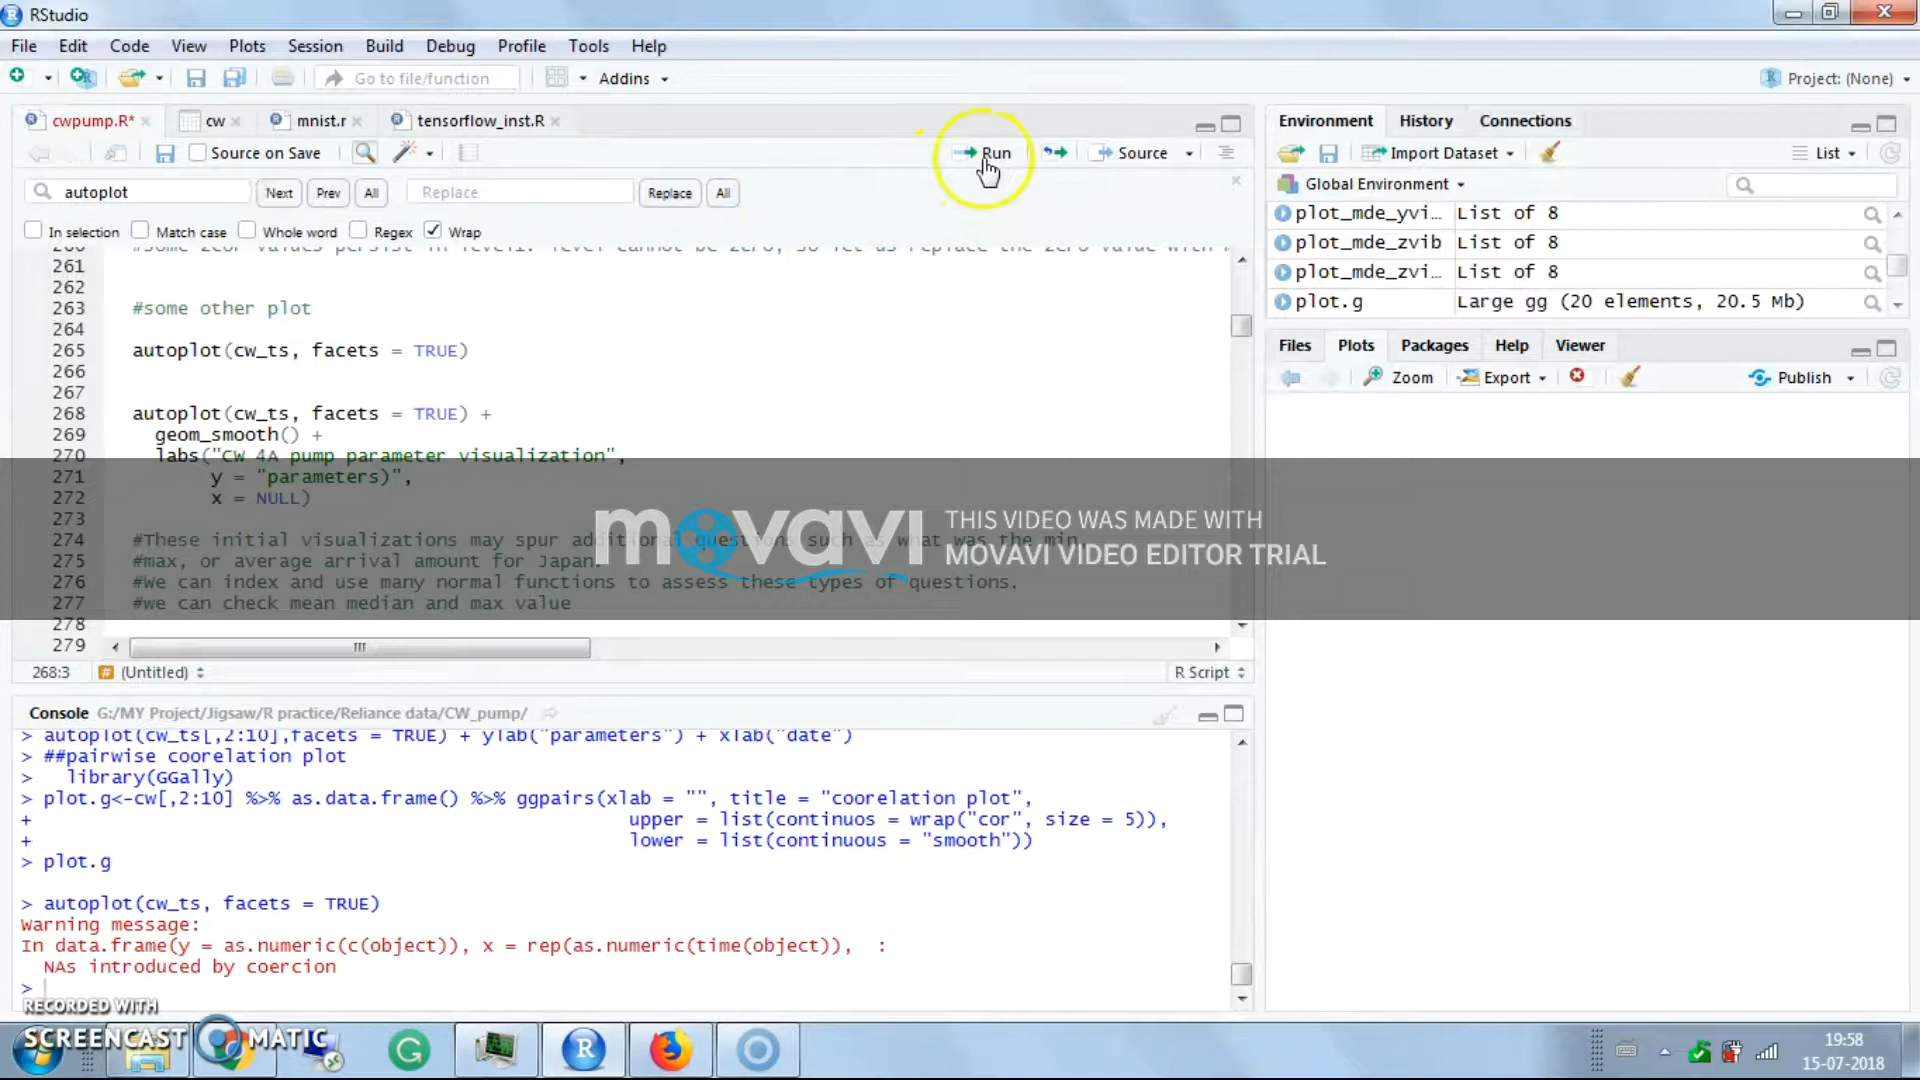 RStudio
File Edit Code View Plots Session Build Debug Profile Tools Help
Go to file/function Addins Project: (None)
cwpump.R* cw mnist.r tensorflow_inst.R
Source on Save Run Source
autoplot Next Prev All Replace Replace All
In selection Match case Whole word Regex Wrap
261
262
263 #some other plot
264
265 autoplot(cw_ts, facets = TRUE)
266
267
268 autoplot(cw_ts, facets = TRUE) +
269 geom_smooth() +
270 labs("CW 4A pump parameter visualization",
271 y = "parameters)",
272 x = NULL)
273
274 #These initial visualizations may spur additional questions such as what was the min,
275 #max, or average arrival amount for Japan.
276 #we can index and use many normal functions to assess these types of questions.
277 #we can check mean median and max value
278
279
268:3 (Untitled) R Script
movavi
THIS VIDEO WAS MADE WITH
MOVAVI VIDEO EDITOR TRIAL
Console G:/MY Project/Jigsaw/R practice/Reliance data/CW_pump/
autoplot(cw_ts[,2:10],facets = TRUE) + ylab("parameters") + xlab("date")
> ##pairwise coorelation plot
> library(GGally)
> plot.g<-cw[,2:10] %>% as.data.frame() %>% ggpairs(xlab = "", title = "coorelation plot",
+ upper = list(continuos = wrap("cor", size = 5)),
+ lower = list(continuous = "smooth"))
> plot.g
> autoplot(cw_ts, facets = TRUE)
Warning message:
In data.frame(y = as.numeric(c(object)), x = rep(as.numeric(time(object)), :
NAs introduced by coercion
>
Environment History Connections
Import Dataset List
Global Environment
plot_mde_yvi... List of 8
plot_mde_zvib List of 8
plot_mde_zvi... List of 8
plot.g Large gg (20 elements, 20.5 Mb)
Files Plots Packages Help Viewer
Zoom Export Publish
RECORDED WITH
SCREENCAST MATIC
19:58
15-07-2018